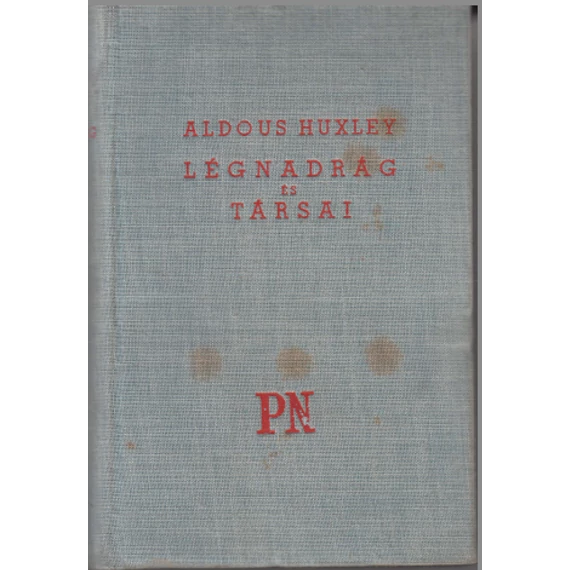 ALDOUS HUXLEY
LÉGNADRÁG
ÉS
TÁRSAI
PN